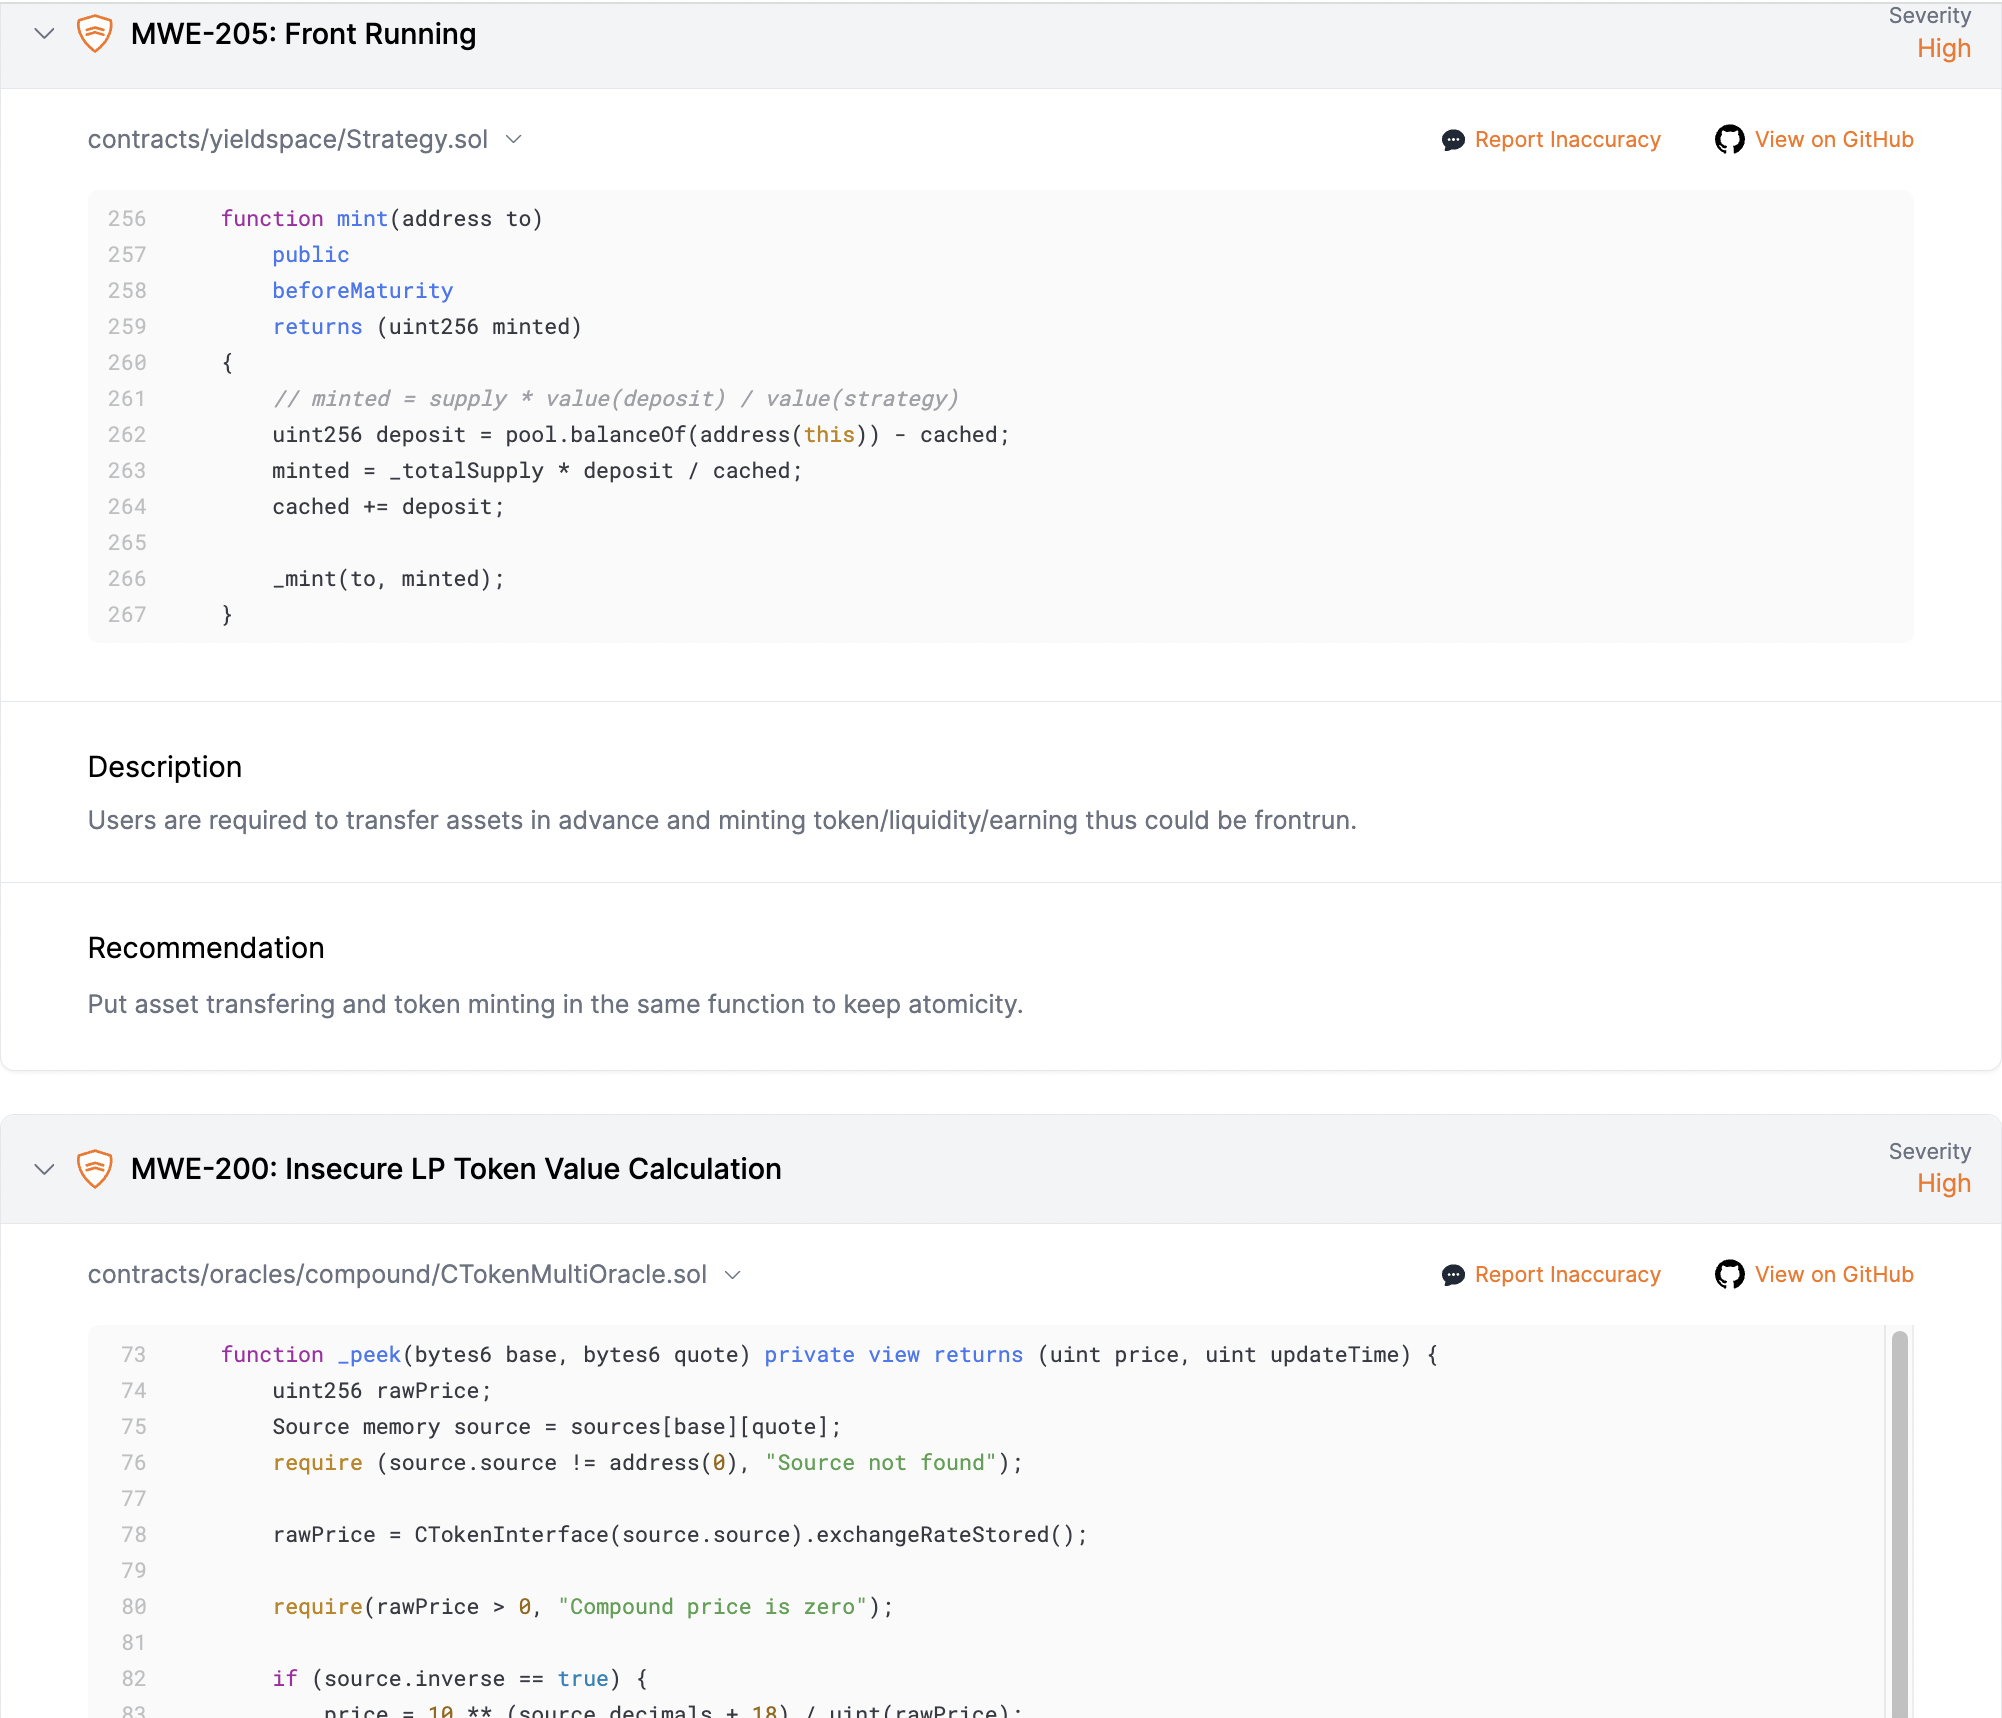 MWE-205: Front Running
Severity
High
contracts/yieldspace/Strategy.sol
Report Inaccuracy
View on GitHub
256 function mint(address to)
257 public
258 beforeMaturity
259 returns (uint256 minted)
260 {
261 // minted = supply * value(deposit) / value(strategy)
262 uint256 deposit = pool.balanceOf(address(this)) - cached;
263 minted = _totalSupply * deposit / cached;
264 cached += deposit;
265
266 _mint(to, minted);
267 }
Description
Users are required to transfer assets in advance and minting token/liquidity/earning thus could be frontrun.
Recommendation
Put asset transfering and token minting in the same function to keep atomicity.
MWE-200: Insecure LP Token Value Calculation
Severity
High
contracts/oracles/compound/CTokenMultiOracle.sol
Report Inaccuracy
View on GitHub
73 function _peek(bytes6 base, bytes6 quote) private view returns (uint price, uint updateTime) {
74 uint256 rawPrice;
75 Source memory source = sources[base][quote];
76 require (source.source != address(0), "Source not found");
77
78 rawPrice = CTokenInterface(source.source).exchangeRateStored();
79
80 require(rawPrice > 0, "Compound price is zero");
81
82 if (source.inverse == true) {
83 price = 10 ** (source.decimals + 18) / uint(rawPrice);